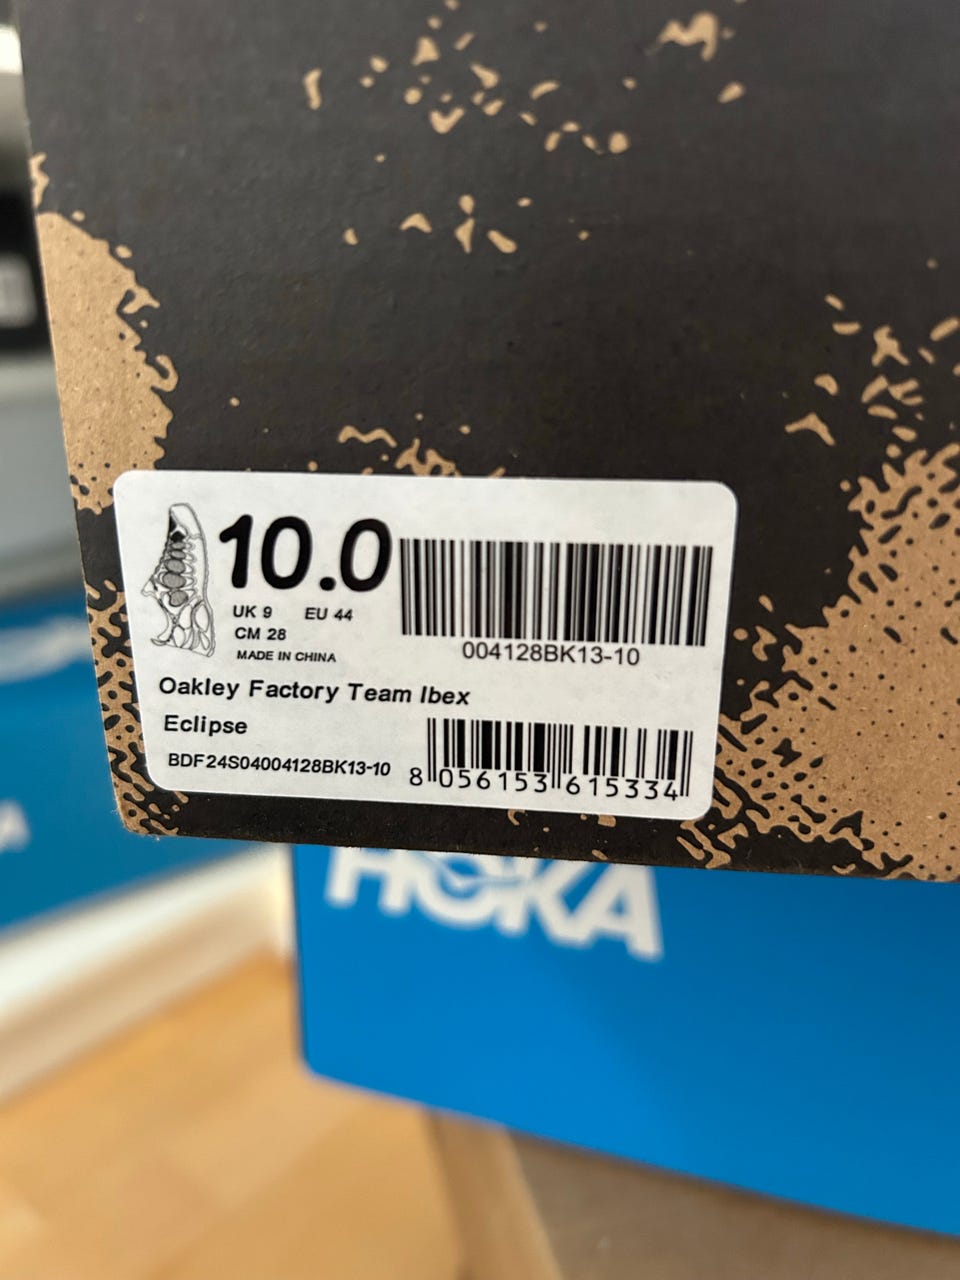 10.0
UK 9 EU 44
CM 28
MADE IN CHINA
004128BK13-10
Oakley Factory Team Ibex
Eclipse
BDF24S04004128BK13-10
8 056153 615334
HOKA